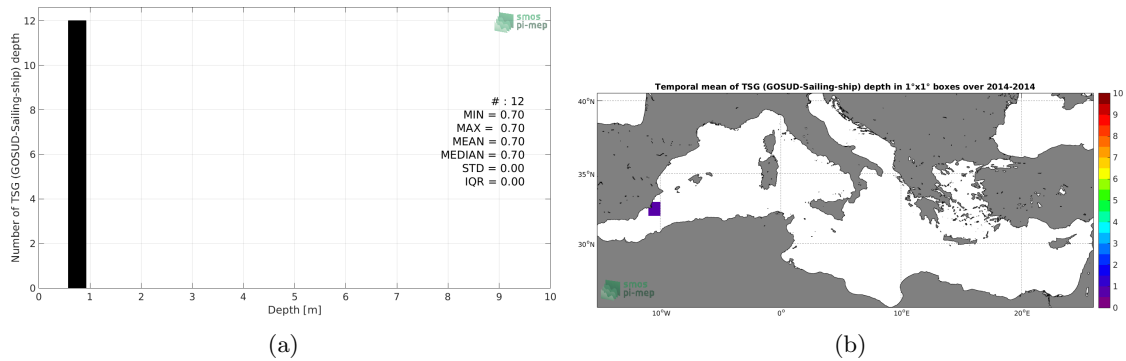 smos
pi-mep
Number of TSG (GOSUD-Sailing-ship) depth
12
10
8
6
4
2
0
# : 12
MIN = 0.70
MAX = 0.70
MEAN = 0.70
MEDIAN = 0.70
STD = 0.00
IQR = 0.00
0 1 2 3 4 5 6 7 8 9 10
Depth [m]
(a)
Temporal mean of TSG (GOSUD-Sailing-ship) depth in 1°x1° boxes over 2014-2014
40°N
35°N
30°N
10°W 0° 10°E 20°E
smos
pi-mep
10
9
8
7
6
5
4
3
2
1
0
(b)